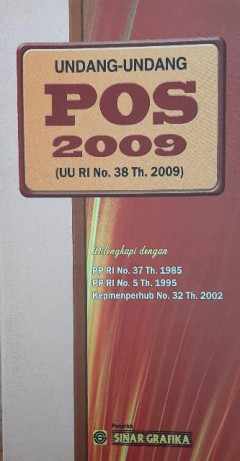 UNDANG-UNDANG
POS
2009
(UU RI No. 38 Th. 2009)
Dilengkapi dengan
PP RI No. 37 Th. 1985
PP RI No. 5 Th. 1995
Kepmenperhub No. 32 Th. 2002
Penerbit
SINAR GRAFIKA